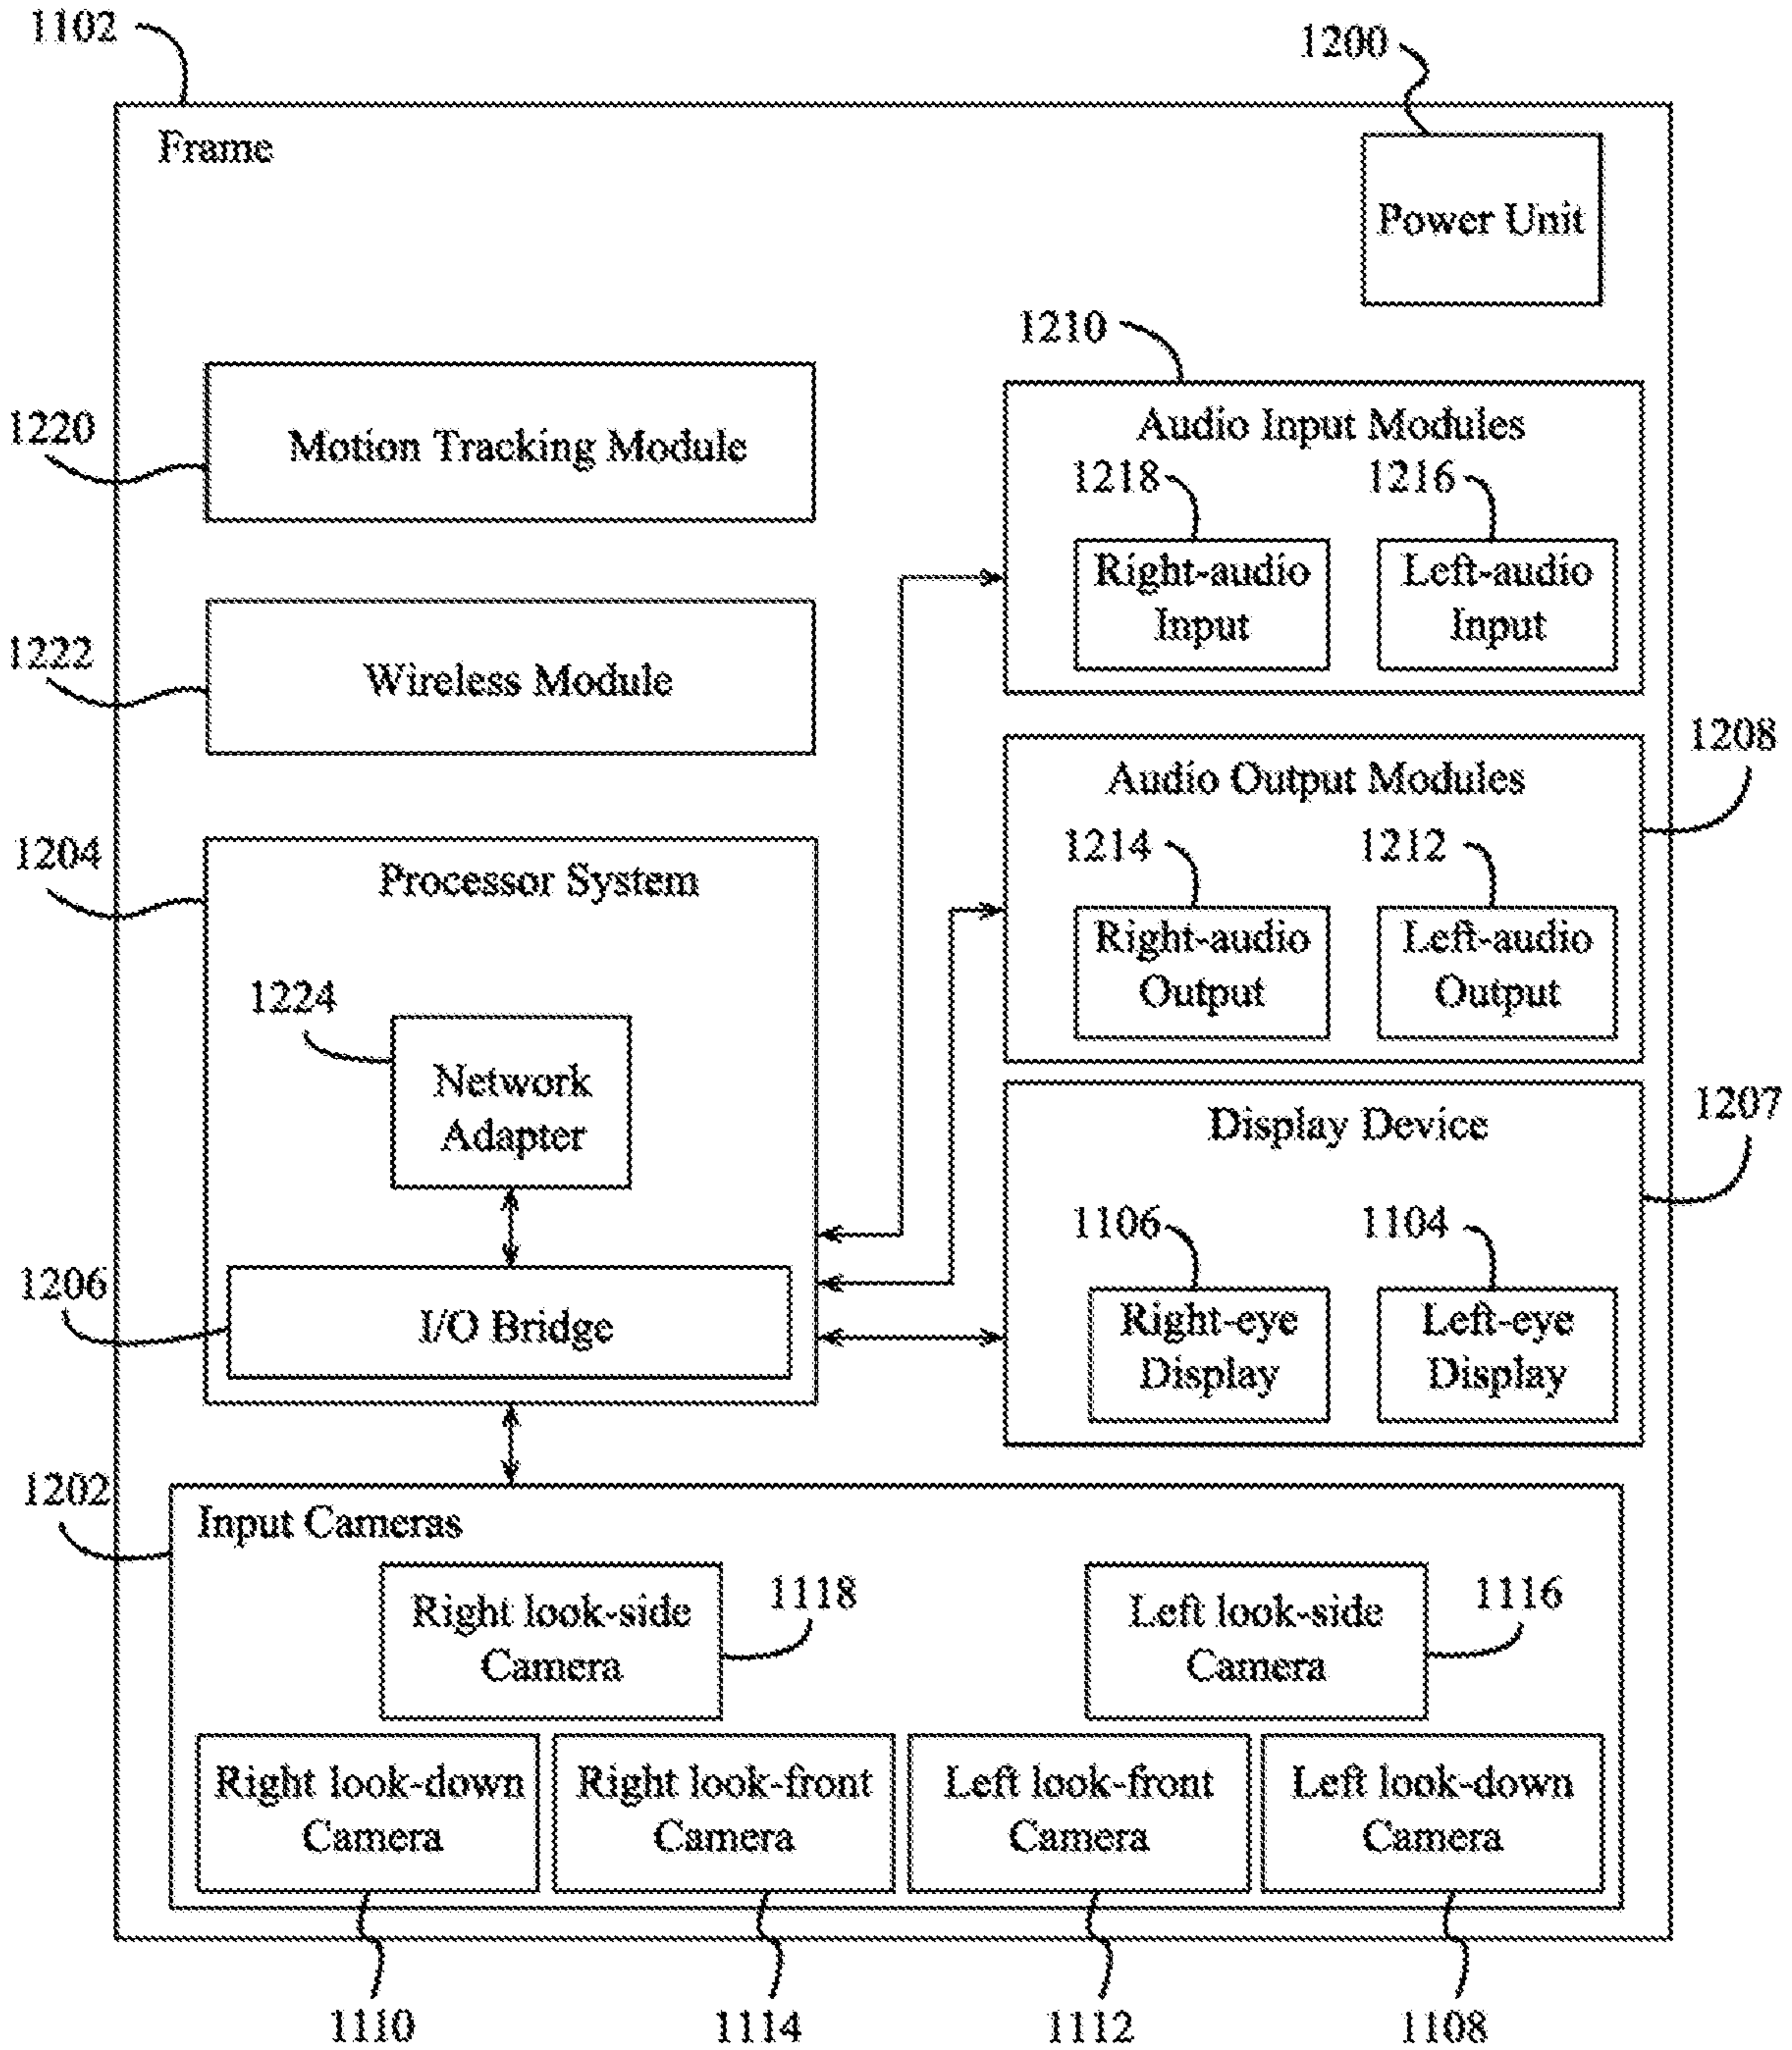 1102
1200
Frame
Power Unit
1210
1220
Motion Tracking Module
Audio Input Modules
1218
1216
Right-audio
Input
Left-audio
Input
1222
Wireless Module
1208
Audio Output Modules
1214
1212
Right-audio
Output
Left-audio
Output
1204
Processor System
1224
Network
Adapter
1207
Display Device
1106
1104
Right-eye
Display
Left-eye
Display
1206
I/O Bridge
1202
Input Cameras
Right look-side
Camera
1118
Left look-side
Camera
1116
Right look-down
Camera
Right look-front
Camera
Left look-front
Camera
Left look-down
Camera
1110
1114
1112
1108